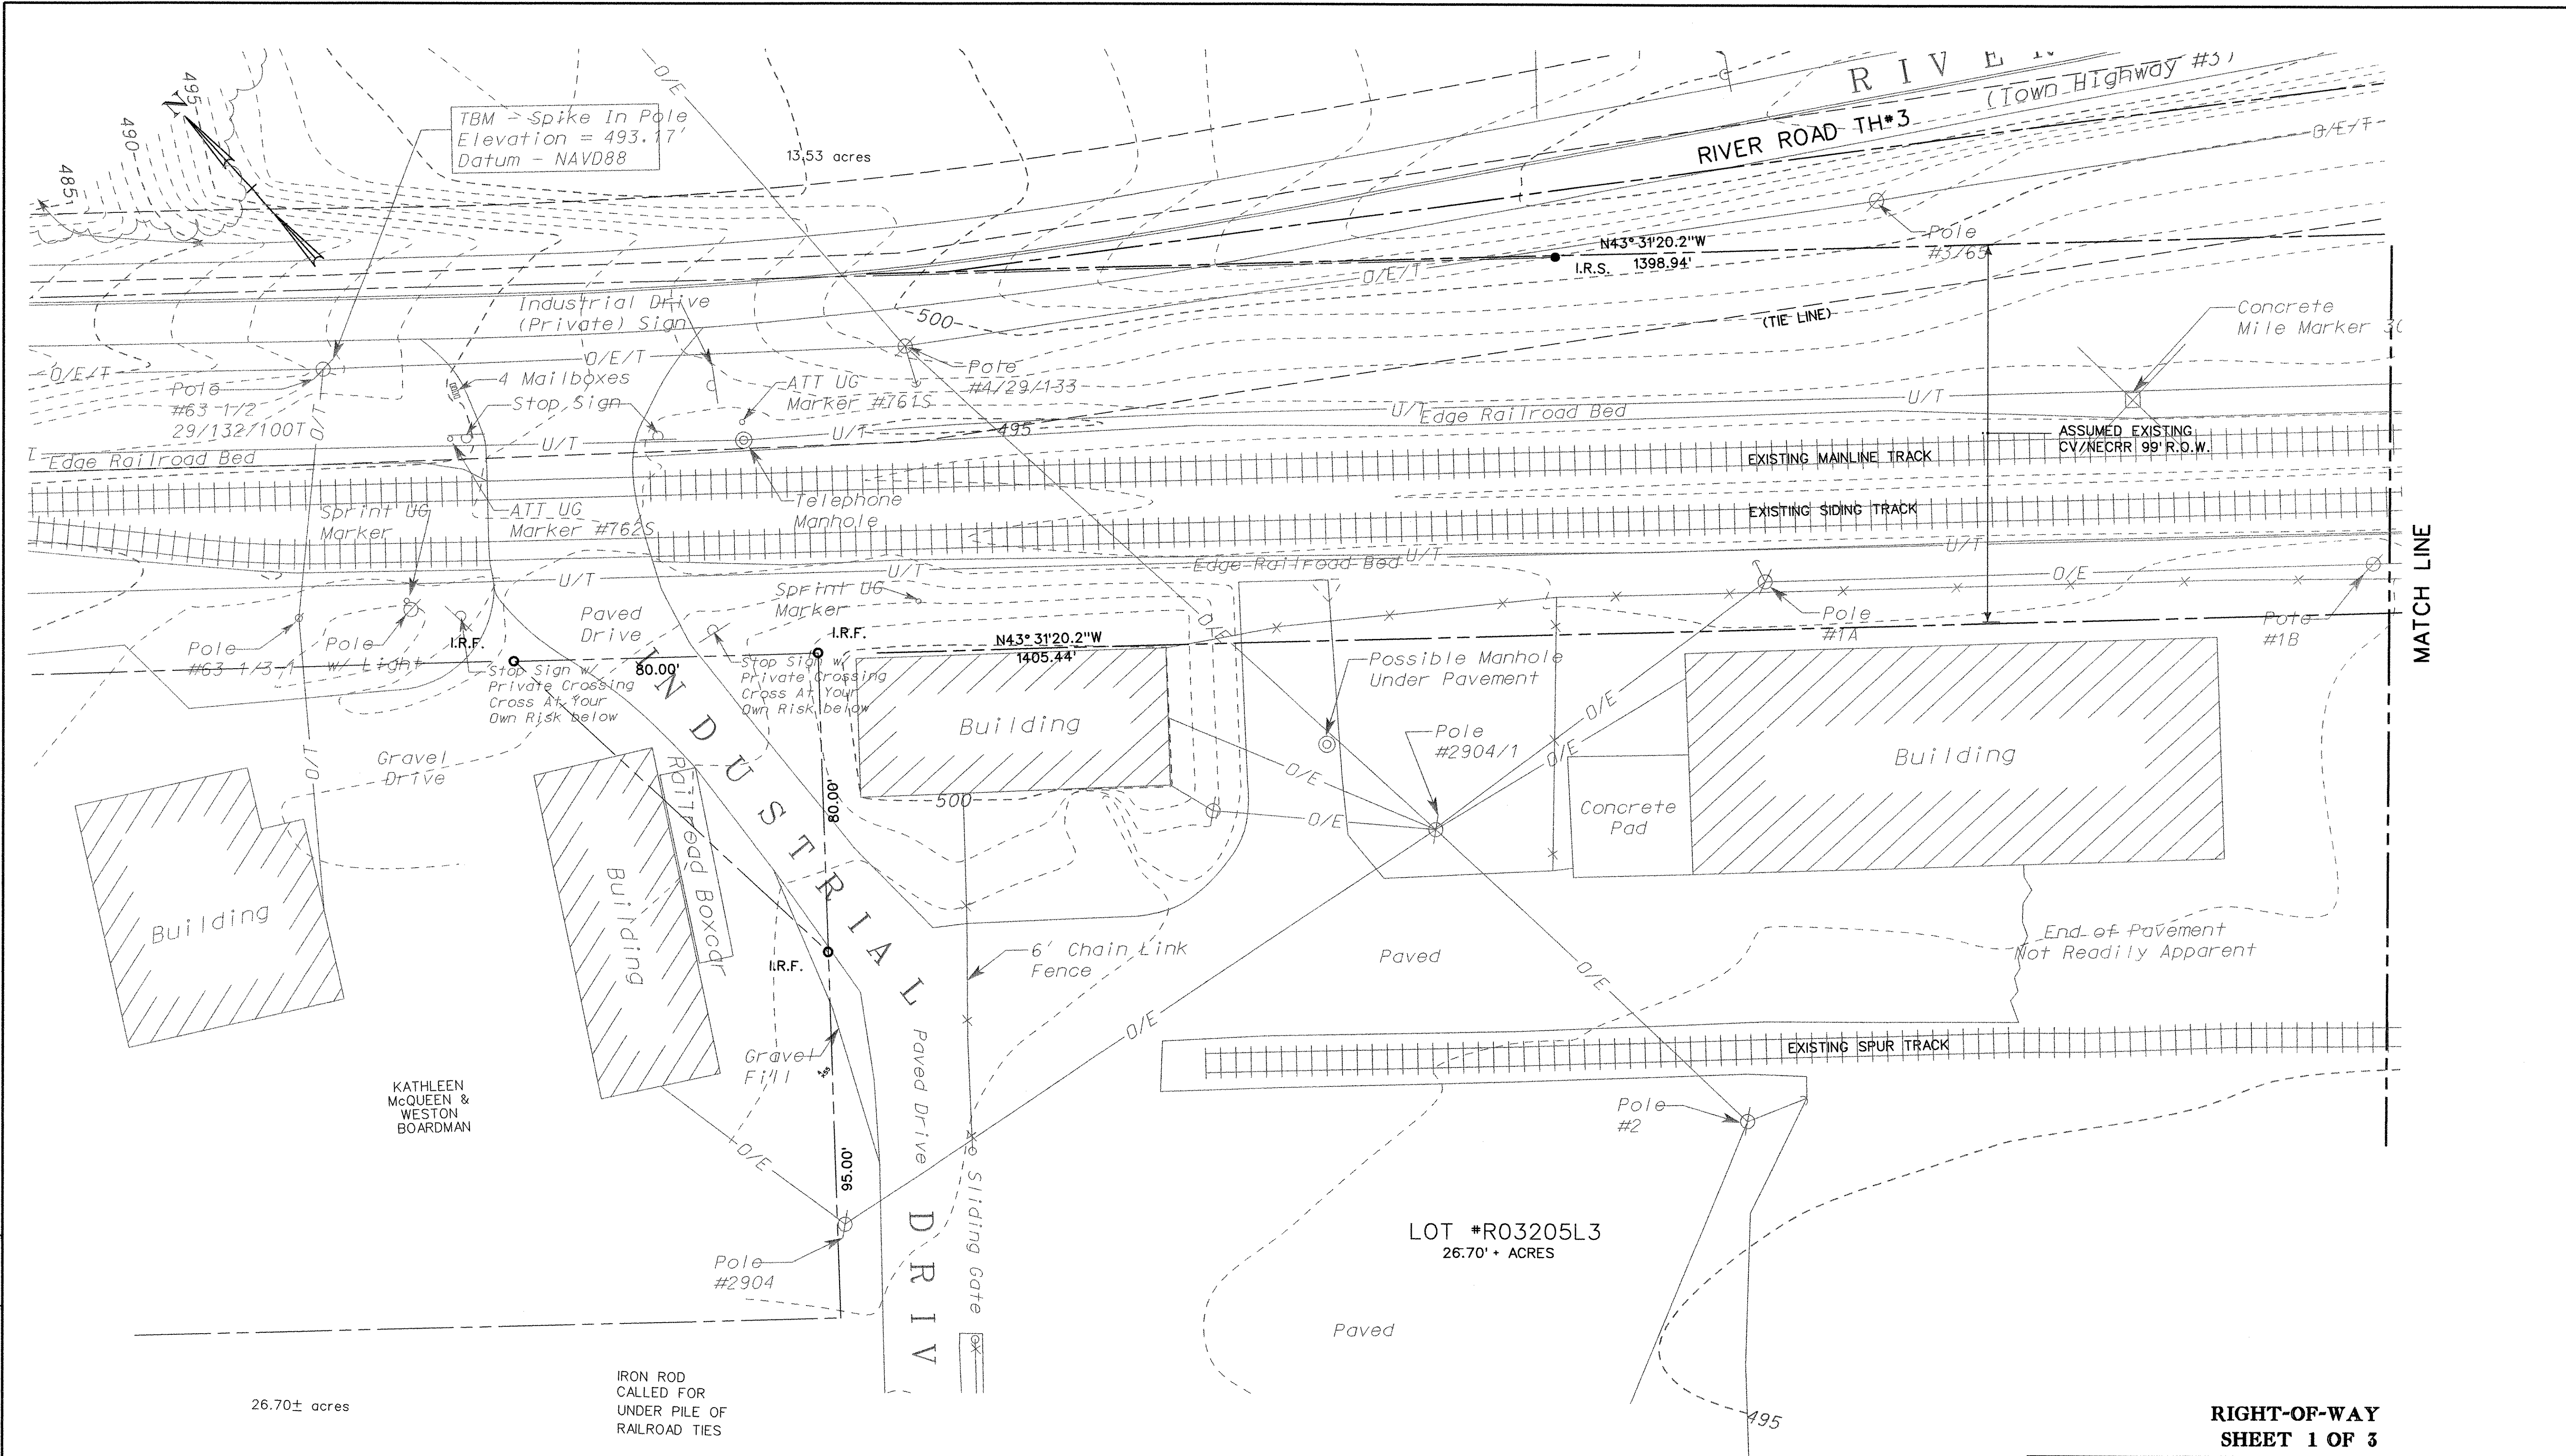 RIVER
(Town Highway #3)
RIVER ROAD TH#3
N
495
490
485
TBM - Spike In Pole
Elevation = 493.17'
Datum - NAVD88
13.53 acres
O/E
O/E/T
N43° 31'20.2"W
1398.94'
I.R.S.
O/E/T
Pole
#3/65
Industrial Drive
(Private) Sign
500
(TIE LINE)
Concrete
Mile Marker
O/E/T
O/E/T
Pole
#63-1/2
29/132/100T
4 Mailboxes
Stop Sign
ATT UG
Marker #761S
Pole
#4/29/133
O/T
U/T
U/T
U/T
U/T
495
Edge Railroad Bed
Edge Railroad Bed
ASSUMED EXISTING
CV/NECRR 99' R.O.W.
EXISTING MAINLINE TRACK
EXISTING SIDING TRACK
Sprint UG
Marker
ATT UG
Marker #762S
Telephone
Manhole
MATCH LINE
U/T
U/T
U/T
U/T
Edge Railroad Bed
O/E
Sprint UG
Marker
Paved
Drive
Pole
#63 1/3-1
Pole
w/ Light
I.R.F.
I.R.F.
80.00'
N43° 31'20.2"W
1405.44'
O/E
Pole
#1A
Pole
#1B
Stop Sign w/
Private Crossing
Cross At Your
Own Risk below
Stop Sign w/
Private Crossing
Cross At Your
Own Risk below
Possible Manhole
Under Pavement
INDUSTRIAL DRIV
Building
Building
Building
Building
Railroad Boxcar
Gravel
Drive
O/T
80.00'
500
O/E
O/E
O/E
O/E
Pole
#2904/1
Concrete
Pad
I.R.F.
6' Chain Link
Fence
Paved
O/E
O/E
End of Pavement
Not Readily Apparent
Gravel
Fill
Paved Drive
EXISTING SPUR TRACK
KATHLEEN
McQUEEN &
WESTON
BOARDMAN
O/E
95.00'
Sliding Gate
Pole
#2
Pole
#2904
LOT #R03205L3
26.70' + ACRES
Paved
26.70± acres
IRON ROD
CALLED FOR
UNDER PILE OF
RAILROAD TIES
495
RIGHT-OF-WAY
SHEET 1 OF 3